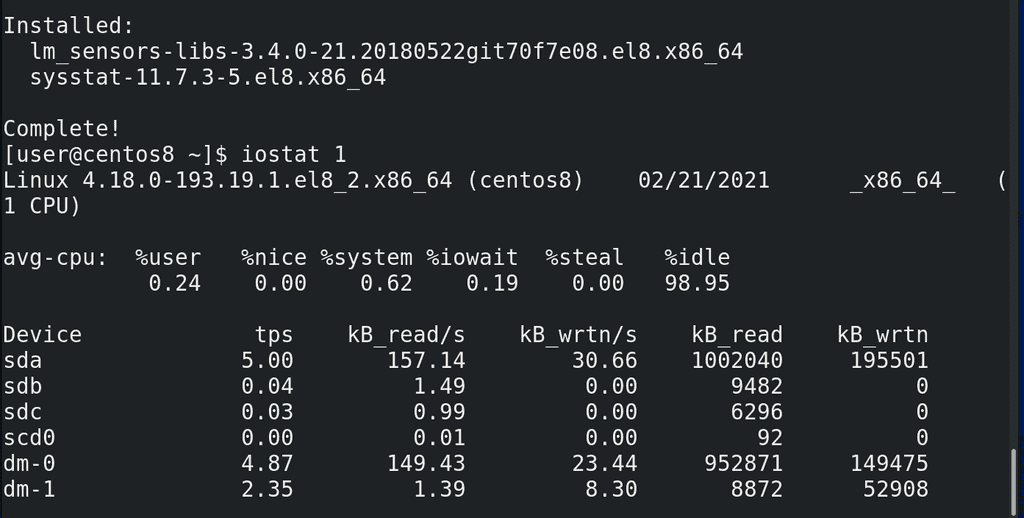 Installed:
  lm_sensors-libs-3.4.0-21.20180522git70f7e08.el8.x86_64
  sysstat-11.7.3-5.el8.x86_64
Complete!
[user@centos8 ~]$ iostat 1
Linux 4.18.0-193.19.1.el8_2.x86_64 (centos8)    02/21/2021      _x86_64_   (
1 CPU)
avg-cpu:  %user   %nice %system %iowait  %steal   %idle
           0.24    0.00    0.62    0.19    0.00   98.95
Device             tps    kB_read/s    kB_wrtn/s    kB_read    kB_wrtn
sda               5.00       157.14        30.66    1002040     195501
sdb               0.04         1.49         0.00       9482          0
sdc               0.03         0.99         0.00       6296          0
scd0              0.00         0.01         0.00         92          0
dm-0              4.87       149.43        23.44     952871     149475
dm-1              2.35         1.39         8.30       8872      52908